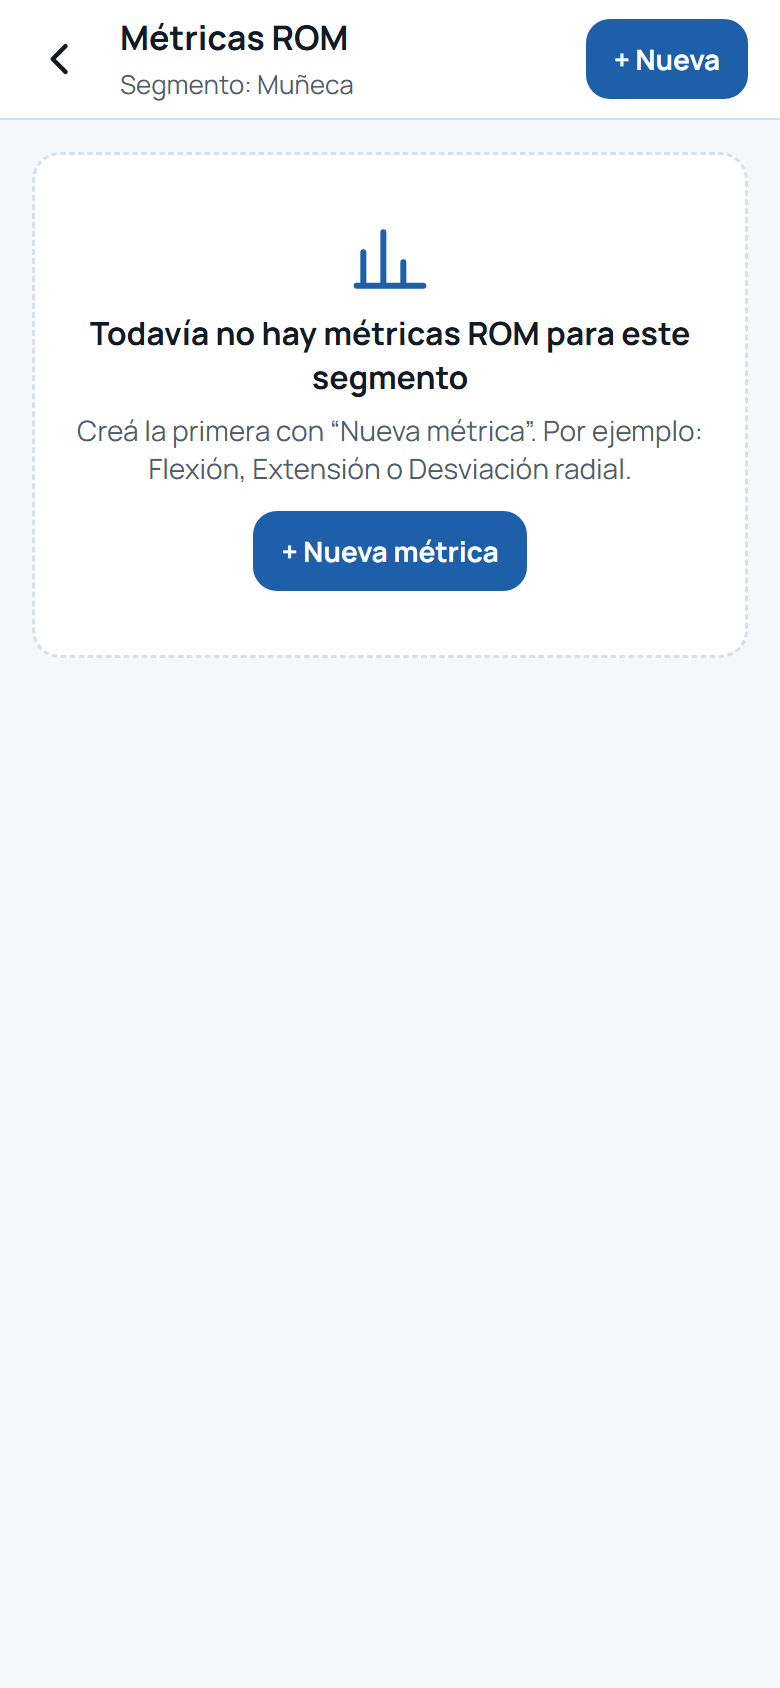 Métricas ROM
Segmento: Muñeca
+ Nueva
Todavía no hay métricas ROM para este
segmento
Creá la primera con “Nueva métrica”. Por ejemplo:
Flexión, Extensión o Desviación radial.
+ Nueva métrica